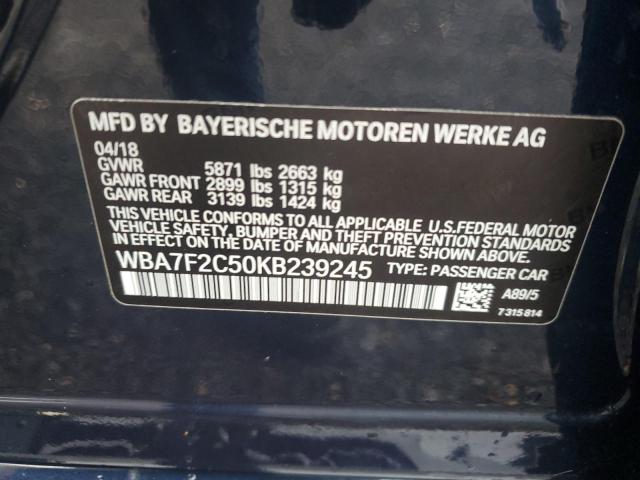 MFD BY BAYERISCHE MOTOREN WERKE AG
04/18
GVWR 5871 lbs 2663 kg
GAWR FRONT 2899 lbs 1315 kg
GAWR REAR 3139 lbs 1424 kg
THIS VEHICLE CONFORMS TO ALL APPLICABLE U.S.FEDERAL MOTOR
VEHICLE SAFETY, BUMPER AND THEFT PREVENTION STANDARDS
IN EFFECT ON THE DATE OF MANUFACTURE SHOWN ABOVE.
WBA7F2C50KB239245 TYPE: PASSENGER CAR
A89/5
7315814